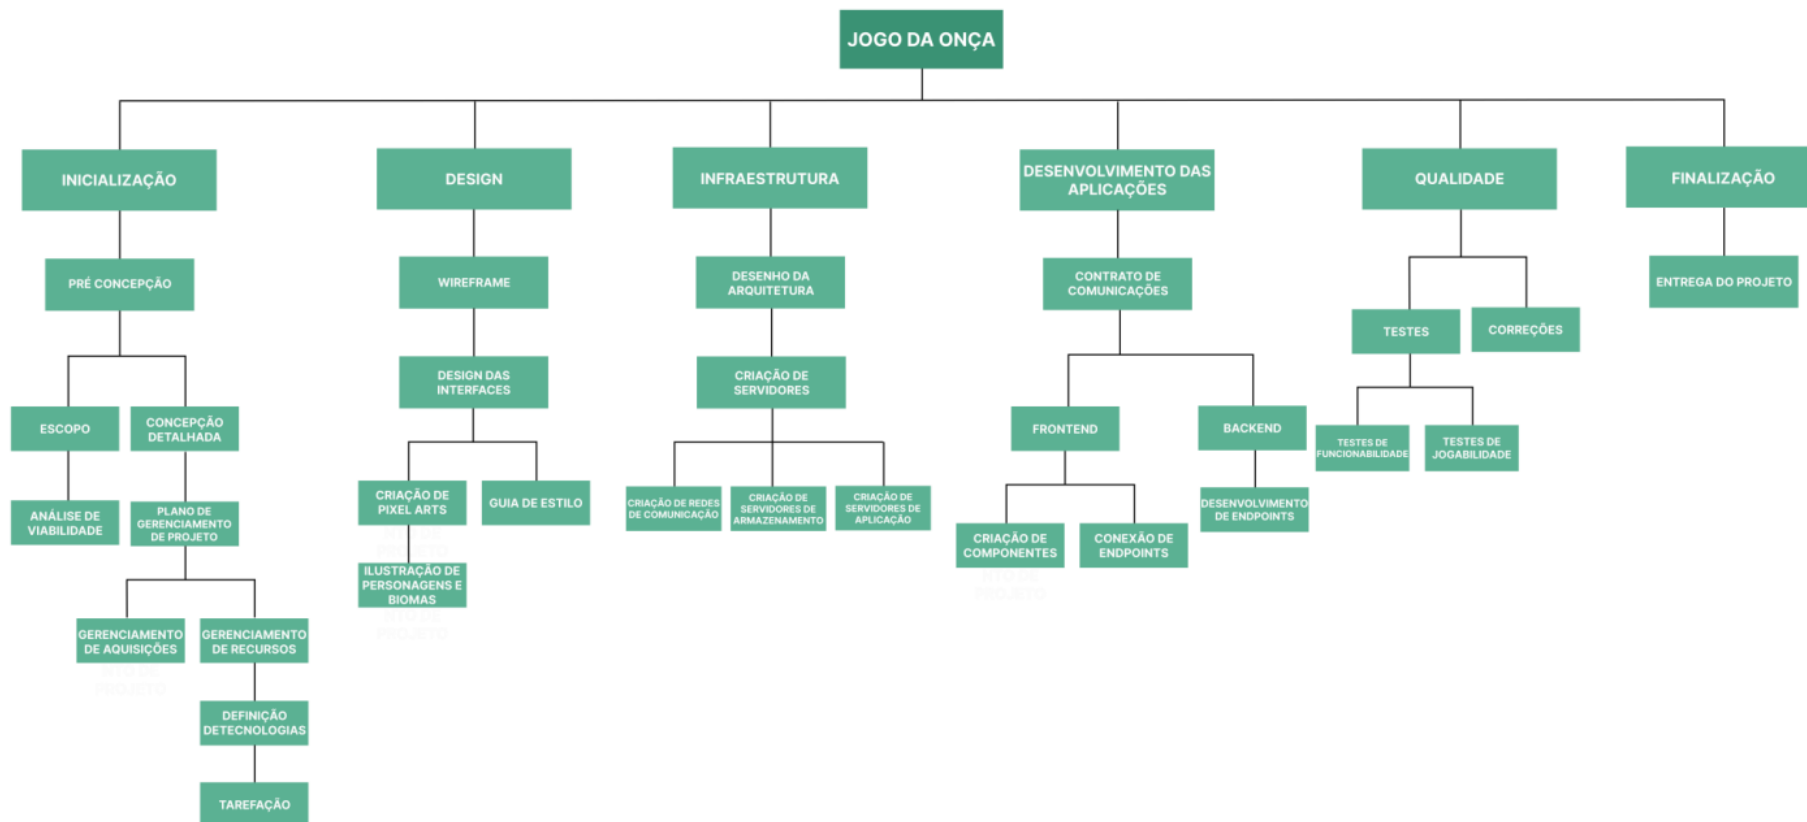 JOGO DA ONÇA
INICIALIZAÇÃO
DESIGN
INFRAESTRUTURA
DESENVOLVIMENTO DAS
APLICAÇÕES
QUALIDADE
FINALIZAÇÃO
PRÉ CONCEPÇÃO
WIREFRAME
DESENHO DA
ARQUITETURA
CONTRATO DE
COMUNICAÇÕES
ENTREGA DO PROJETO
TESTES
CORREÇÕES
DESIGN DAS
INTERFACES
CRIAÇÃO DE
SERVIDORES
ESCOPO
CONCEPÇÃO
DETALHADA
FRONTEND
BACKEND
TESTES DE
FUNCIONABILIDADE
TESTES DE
JOGABILIDADE
ANÁLISE DE
VIABILIDADE
PLANO DE
GERENCIAMENTO
DE PROJETO
CRIAÇÃO DE
PIXEL ARTS
GUIA DE ESTILO
CRIAÇÃO DE REDES
DE COMUNICAÇÃO
CRIAÇÃO DE
SERVIDORES DE
ARMAZENAMENTO
CRIAÇÃO DE
SERVIDORES DE
APLICAÇÃO
DESENVOLVIMENTO
DE ENDPOINTS
CRIAÇÃO DE
COMPONENTES
CONEXÃO DE
ENDPOINTS
PROJETO
ILUSTRAÇÃO DE
PERSONAGENS E
BIOMAS
PROJETO
PROJETO
GERENCIAMENTO
DE AQUISIÇÕES
GERENCIAMENTO
DE RECURSOS
PROJETO
DEFINIÇÃO
DETECNOLOGIAS
TAREFAÇÃO